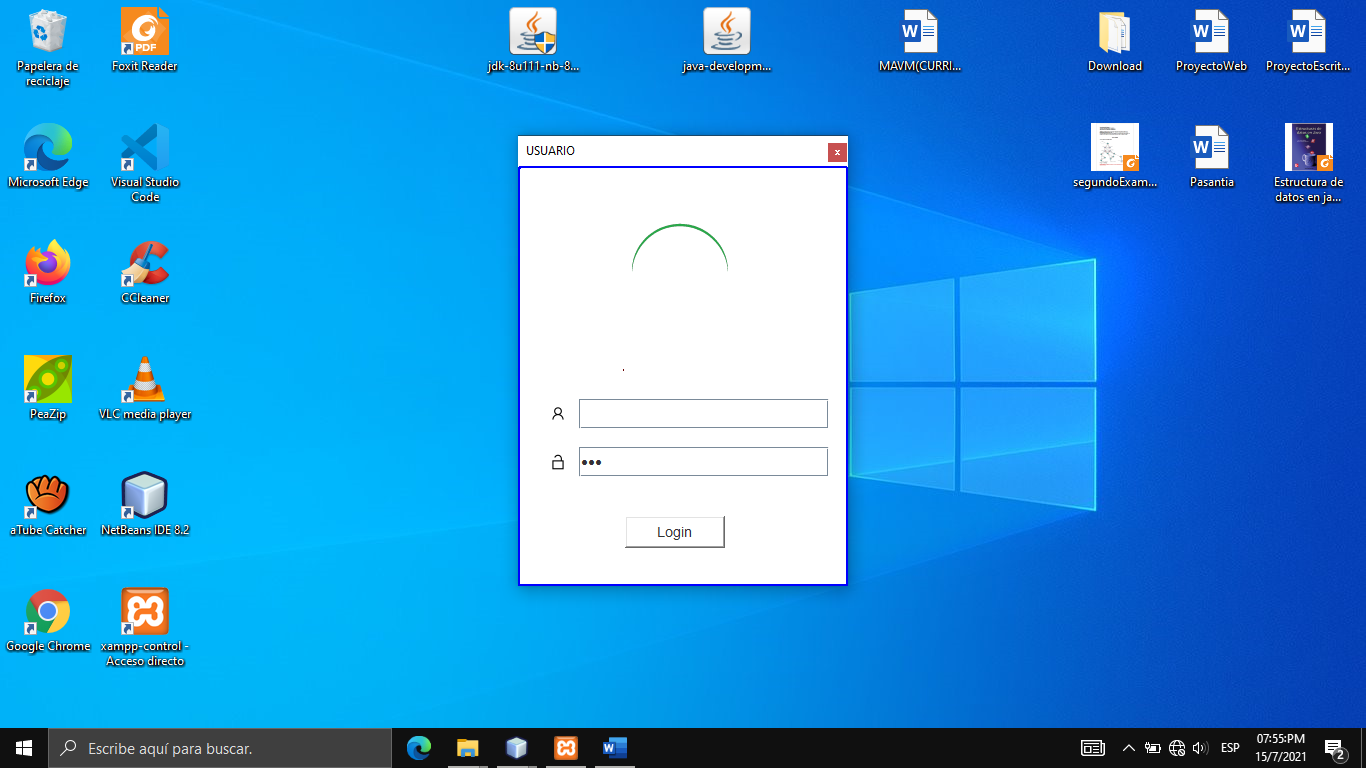 Papelera de
reciclaje
Foxit Reader
PDF
jdk-8u111-nb-8...
java-developm...
MAVM(CURRI...
Download
ProyectoWeb
ProyectoEscrit...
Microsoft Edge
Visual Studio
Code
segundoExam...
Pasantia
Estructura de
datos en ja...
USUARIO
x
Firefox
CCleaner
PeaZip
VLC media player
•••
aTube Catcher
NetBeans IDE 8.2
Login
Google Chrome
xampp-control -
Acceso directo
Escribe aquí para buscar.
ESP
07:55:PM
15/7/2021
2